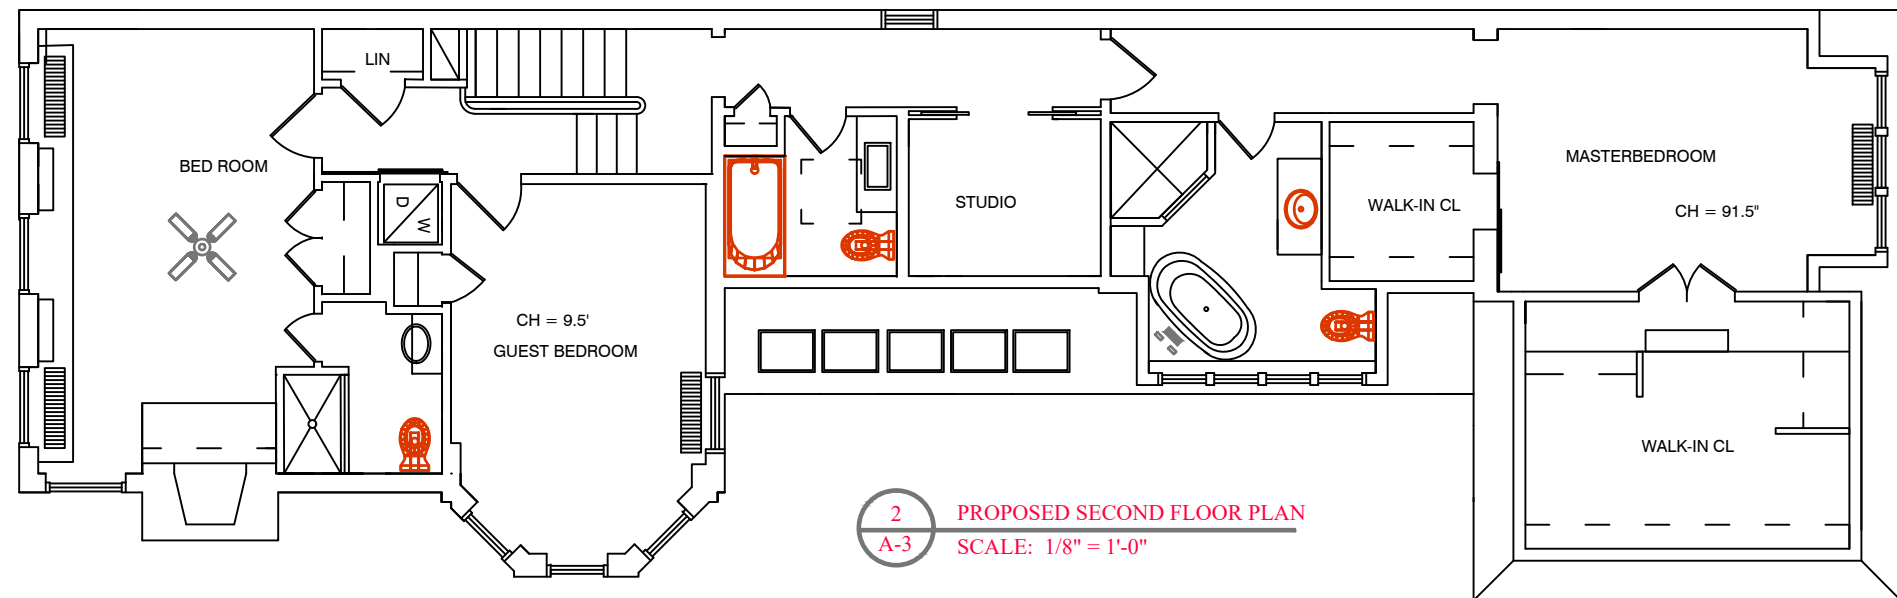 LIN
BED ROOM
D
W
CH = 9.5'
GUEST BEDROOM
STUDIO
WALK-IN CL
MASTERBEDROOM
CH = 91.5"
WALK-IN CL
2
A-3
PROPOSED SECOND FLOOR PLAN
SCALE: 1/8" = 1'-0"